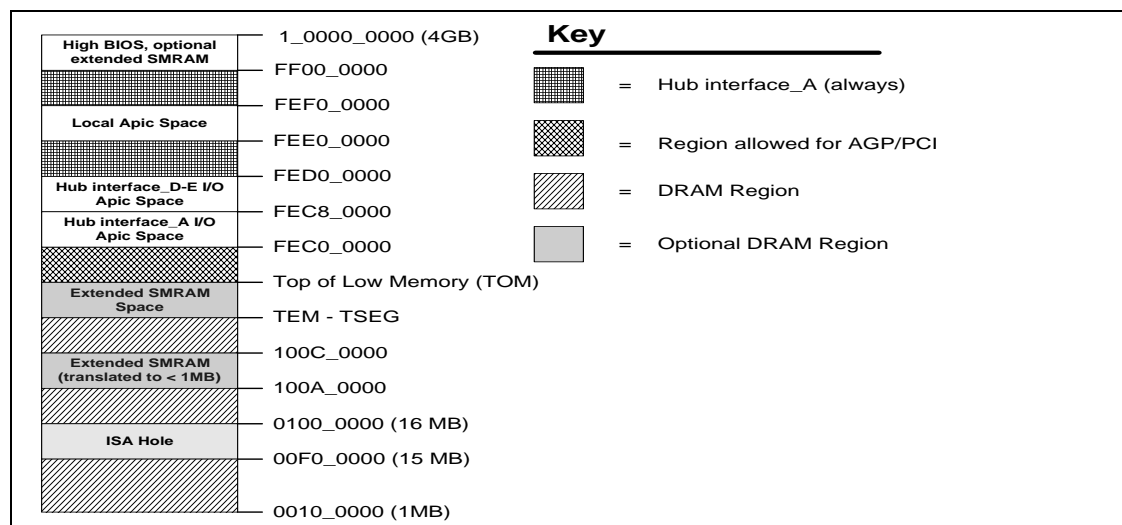 High BIOS, optional
extended SMRAM
Local Apic Space
Hub interface_D-E I/O
Apic Space
Hub interface_A I/O
Apic Space
Extended SMRAM
Space
Extended SMRAM
(translated to < 1MB)
ISA Hole
1_0000_0000 (4GB)
FF00_0000
FEF0_0000
FEE0_0000
FED0_0000
FEC8_0000
FEC0_0000
Top of Low Memory (TOM)
TEM - TSEG
100C_0000
100A_0000
0100_0000 (16 MB)
00F0_0000 (15 MB)
0010_0000 (1MB)
Key
= Hub interface_A (always)
= Region allowed for AGP/PCI
= DRAM Region
= Optional DRAM Region